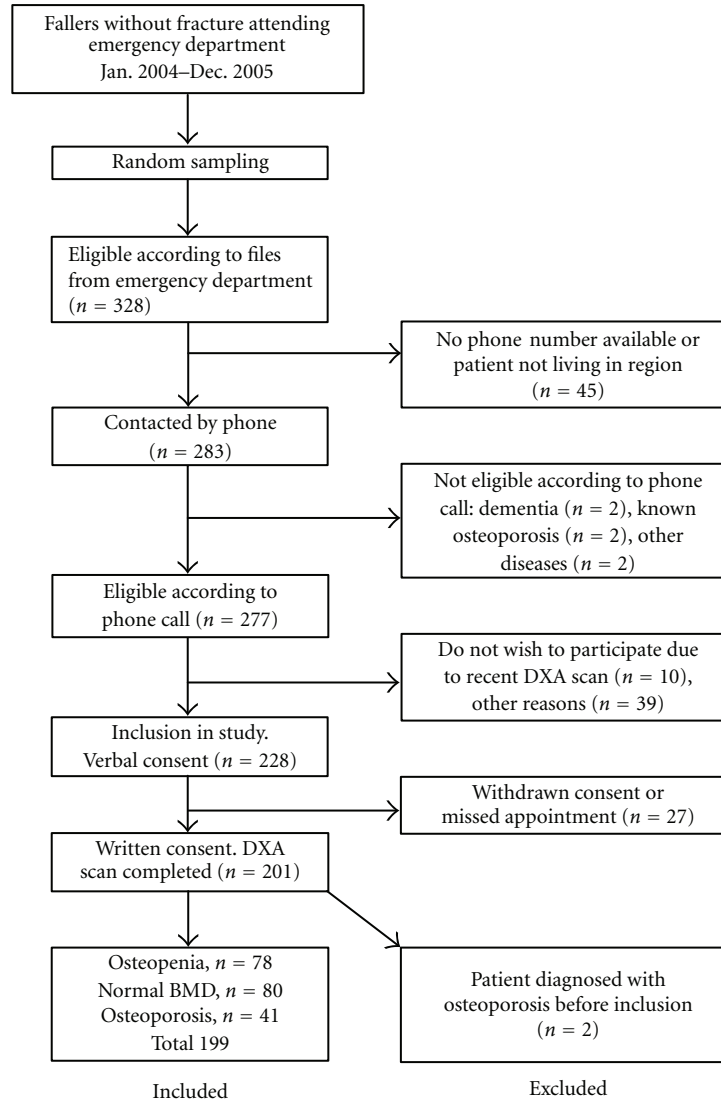 Fallers without fracture attending
emergency department
Jan. 2004–Dec. 2005
Random sampling
Eligible according to files
from emergency department
(n = 328)
No phone number available or
patient not living in region
(n = 45)
Contacted by phone
(n = 283)
Not eligible according to phone
call: dementia (n = 2), known
osteoporosis (n = 2), other
diseases (n = 2)
Eligible according to
phone call (n = 277)
Do not wish to participate due
to recent DXA scan (n = 10),
other reasons (n = 39)
Inclusion in study.
Verbal consent (n = 228)
Withdrawn consent or
missed appointment (n = 27)
Written consent. DXA
scan completed (n = 201)
Osteopenia, n = 78
Normal BMD, n = 80
Osteoporosis, n = 41
Total 199
Patient diagnosed with
osteoporosis before inclusion
(n = 2)
Included
Excluded